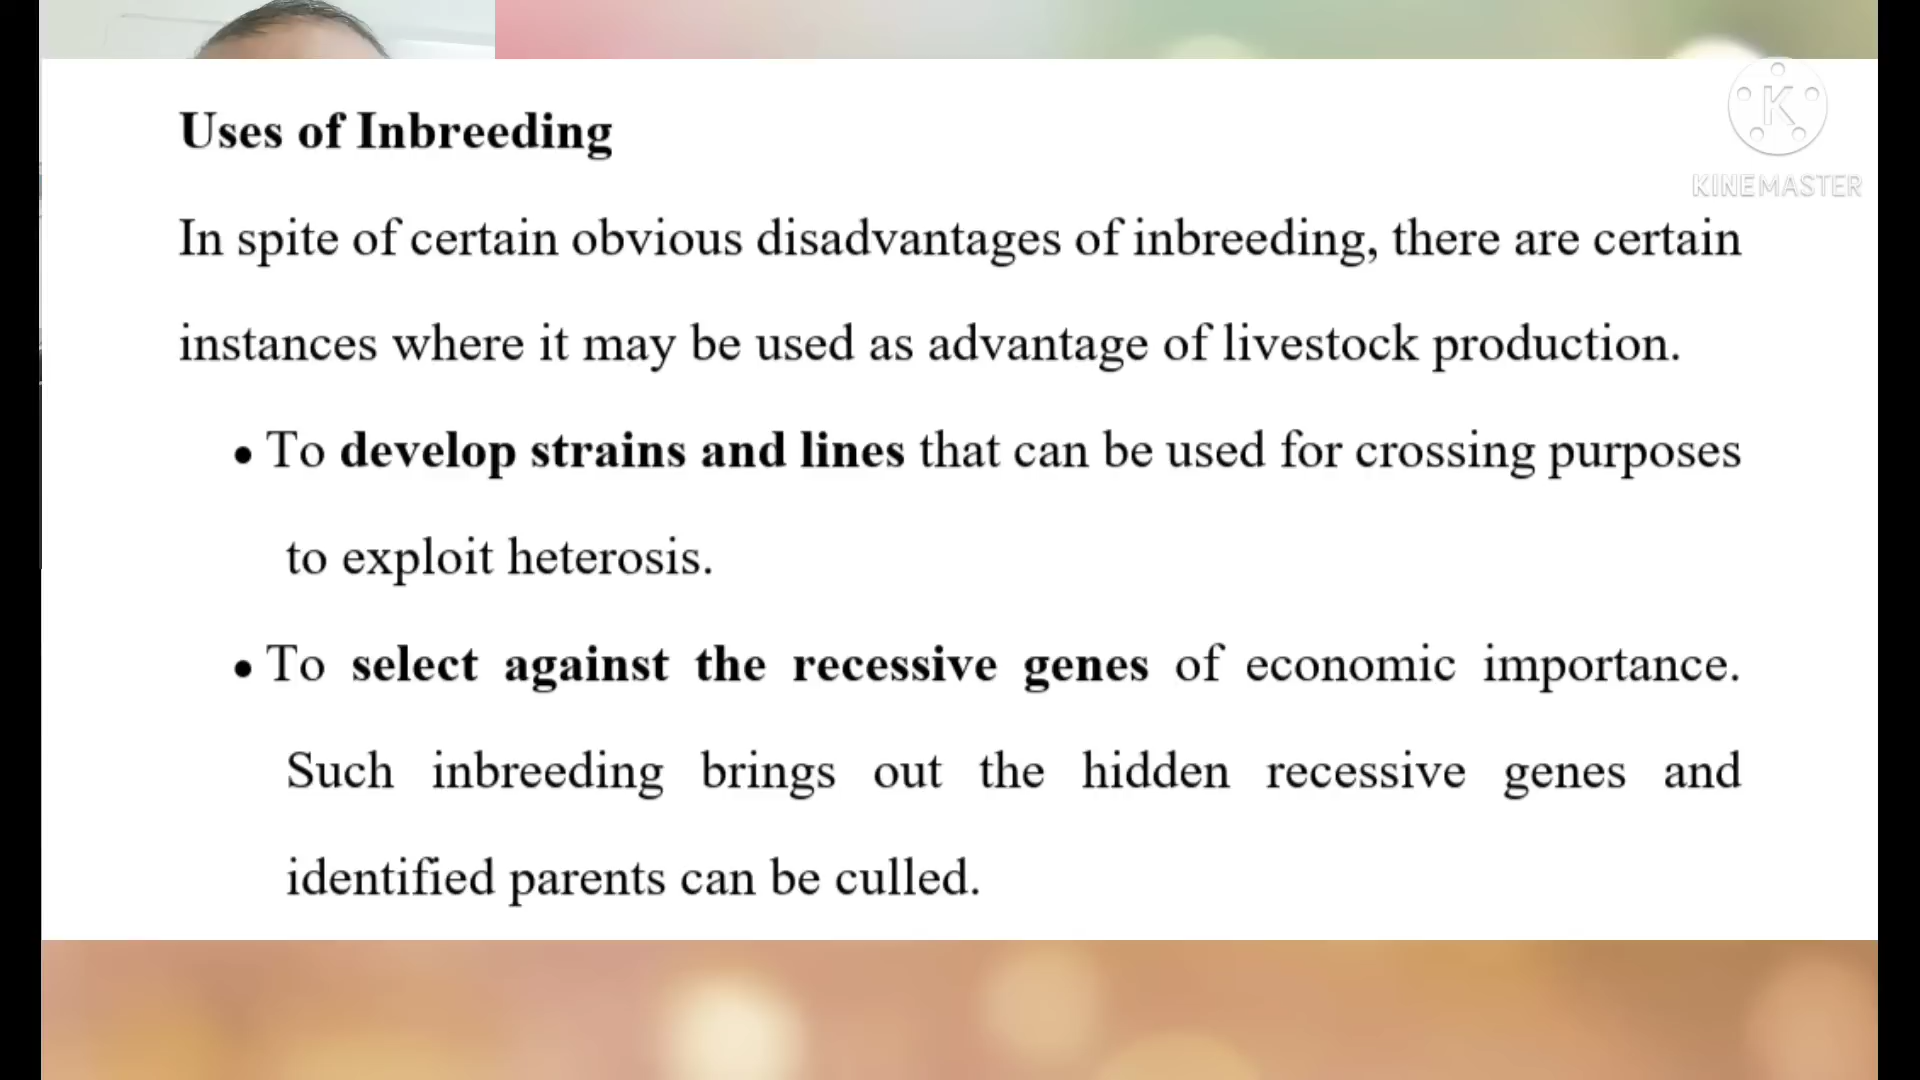 Uses of Inbreeding
K
KINEMASTER
In spite of certain obvious disadvantages of inbreeding, there are certain
instances where it may be used as advantage of livestock production.
• To develop strains and lines that can be used for crossing purposes
to exploit heterosis.
• To select against the recessive genes of economic importance.
Such inbreeding brings out the hidden recessive genes and
identified parents can be culled.